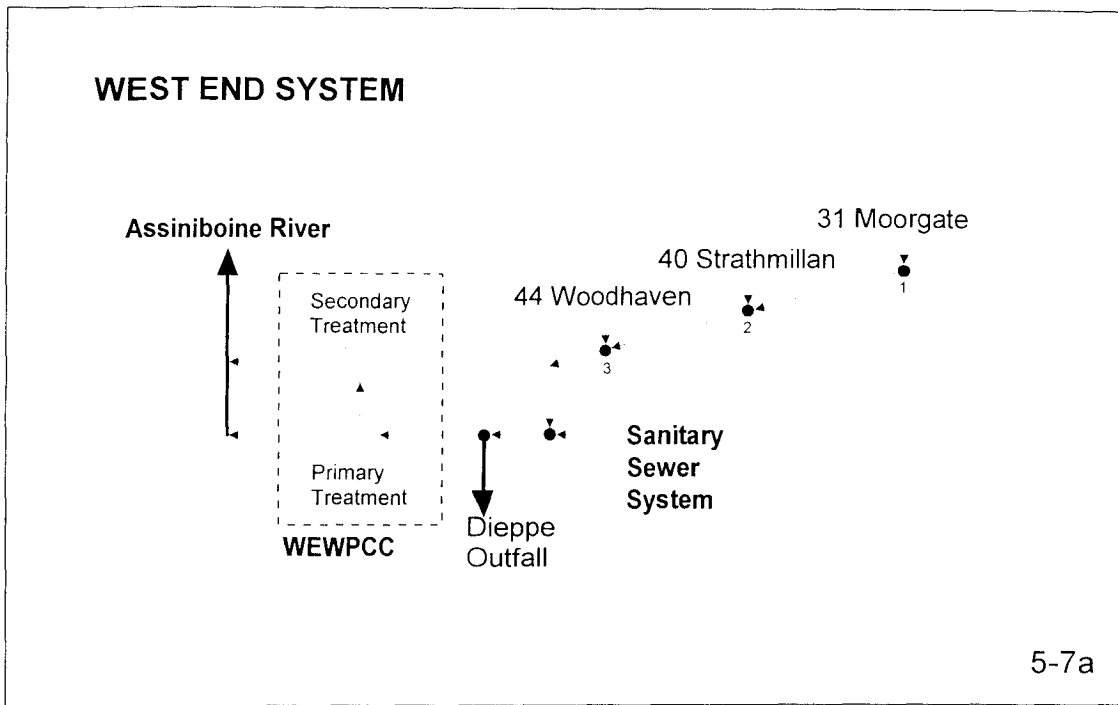 WEST END SYSTEM
Assiniboine River
31 Moorgate
1
40 Strathmillan
2
44 Woodhaven
3
Secondary
Treatment
Primary
Treatment
WEWPCC
Sanitary
Sewer
System
Dieppe
Outfall
5-7a